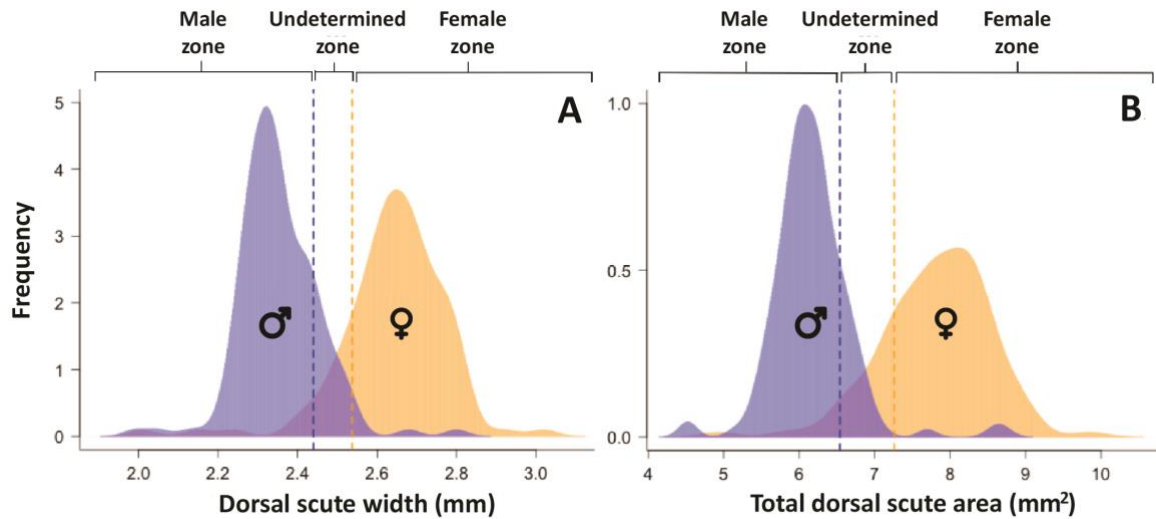 Male zone
Undetermined zone
Female zone
Male zone
Undetermined zone
Female zone
A
B
Frequency
5
4
3
2
1
0
1.0
0.5
0.0
♂
♀
♂
♀
2.0
2.2
2.4
2.6
2.8
3.0
4
5
6
7
8
9
10
Dorsal scute width (mm)
Total dorsal scute area (mm²)